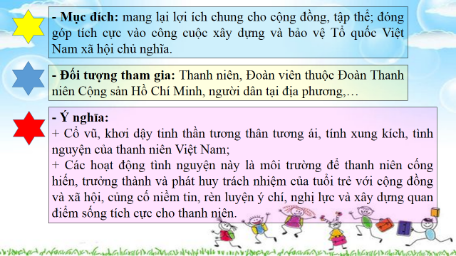 - Mục đích: mang lại lợi ích chung cho cộng đồng, tập thể; đóng
góp tích cực vào công cuộc xây dựng và bảo vệ Tổ quốc Việt
Nam xã hội chủ nghĩa.
- Đối tượng tham gia: Thanh niên, Đoàn viên thuộc Đoàn Thanh
niên Cộng sản Hồ Chí Minh, người dân tại địa phương,…
- Ý nghĩa:
+ Cổ vũ, khơi dậy tinh thần tương thân tương ái, tính xung kích, tình
nguyện của thanh niên Việt Nam;
+ Các hoạt động tình nguyện này là môi trường để thanh niên cống
hiến, trưởng thành và phát huy trách nhiệm của tuổi trẻ với cộng đồng
và xã hội, củng cố niềm tin, rèn luyện ý chí, nghị lực và xây dựng quan
điểm sống tích cực cho thanh niên.